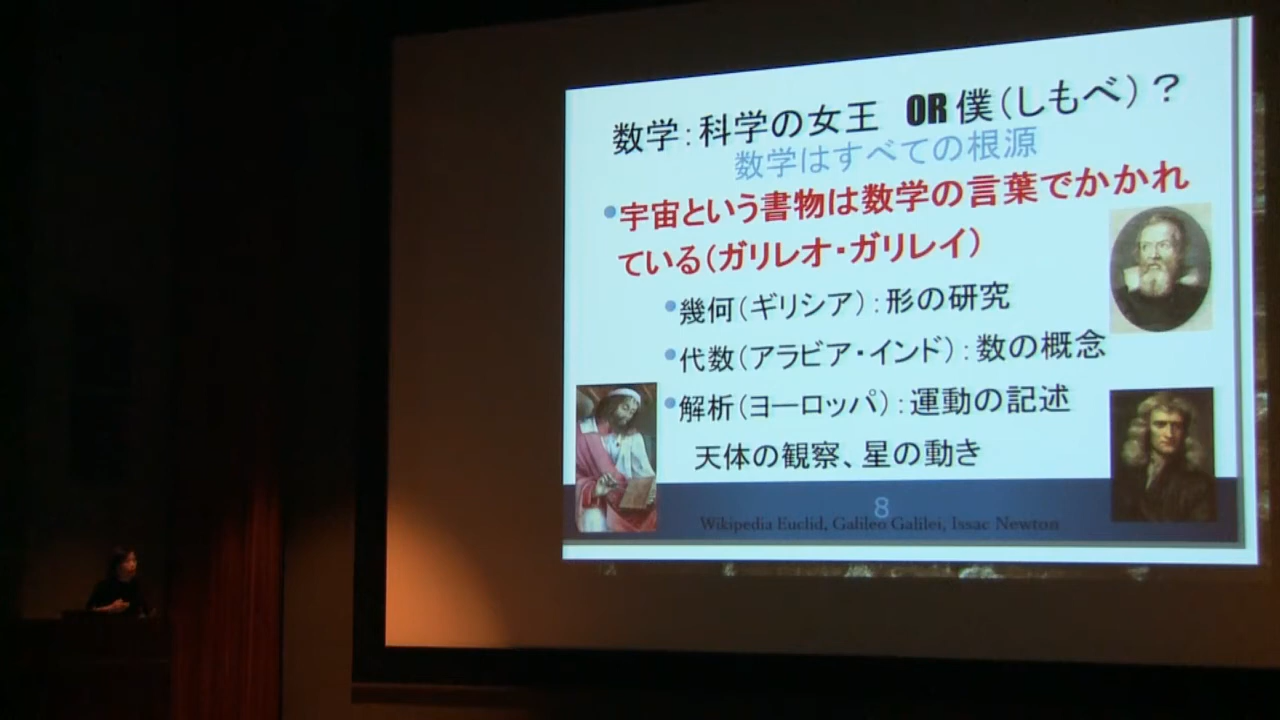 数学:科学の女王 OR 僕(しもべ)?
数学はすべての根源
•宇宙という書物は数学の言葉でかかれ
ている(ガリレオ・ガリレイ)
•幾何(ギリシア):形の研究
•代数(アラビア・インド):数の概念
•解析(ヨーロッパ):運動の記述
天体の観察、星の動き
8
Wikipedia Euclid, Galileo Galilei, Issac Newton